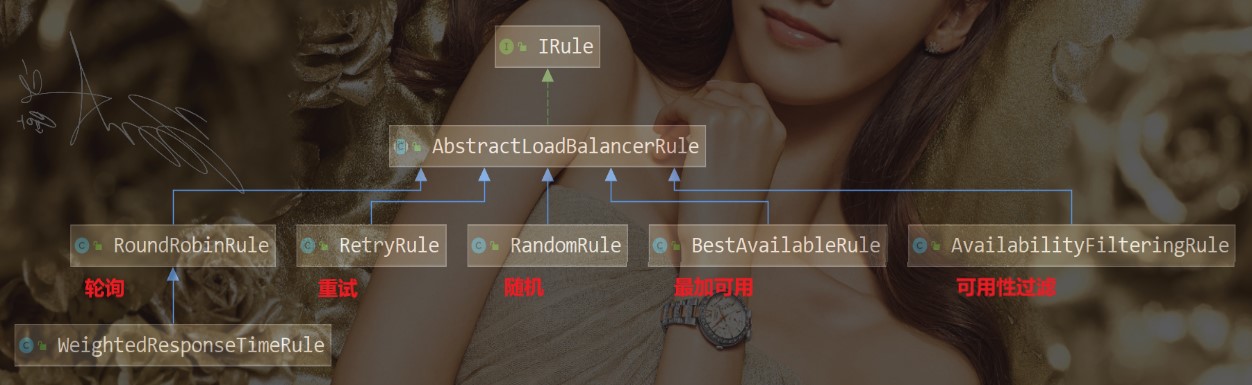 IRule
AbstractLoadBalancerRule
RoundRobinRule RetryRule RandomRule BestAvailableRule AvailabilityFilteringRule
轮询 重试 随机 最加可用 可用性过滤
WeightedResponseTimeRule